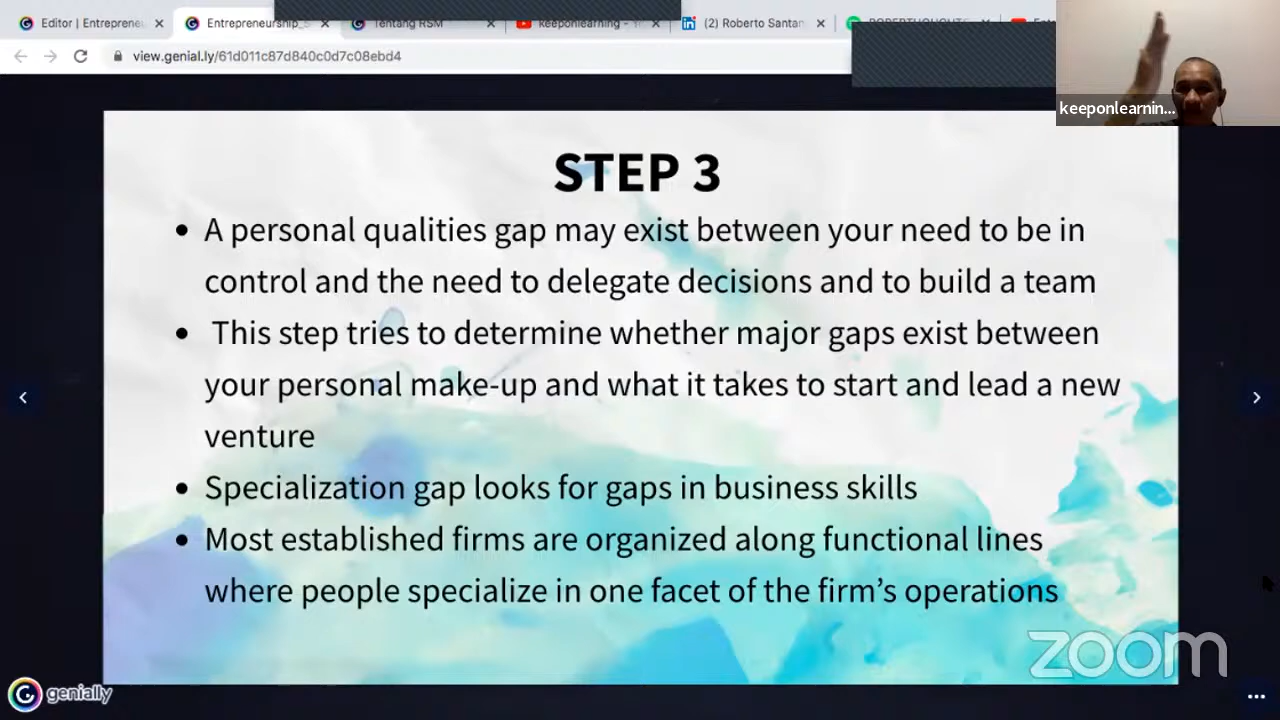 Editor | Entrepreneu
Entrepreneurship_S
Tentang RSM
keeponlearning
(2) Roberto Santan
view.genial.ly/61d011c87d840c0d7c08ebd4
keeponlearnin...
STEP 3
• A personal qualities gap may exist between your need to be in
control and the need to delegate decisions and to build a team
• This step tries to determine whether major gaps exist between
your personal make-up and what it takes to start and lead a new
venture
• Specialization gap looks for gaps in business skills
• Most established firms are organized along functional lines
where people specialize in one facet of the firm's operations
zoom
genially